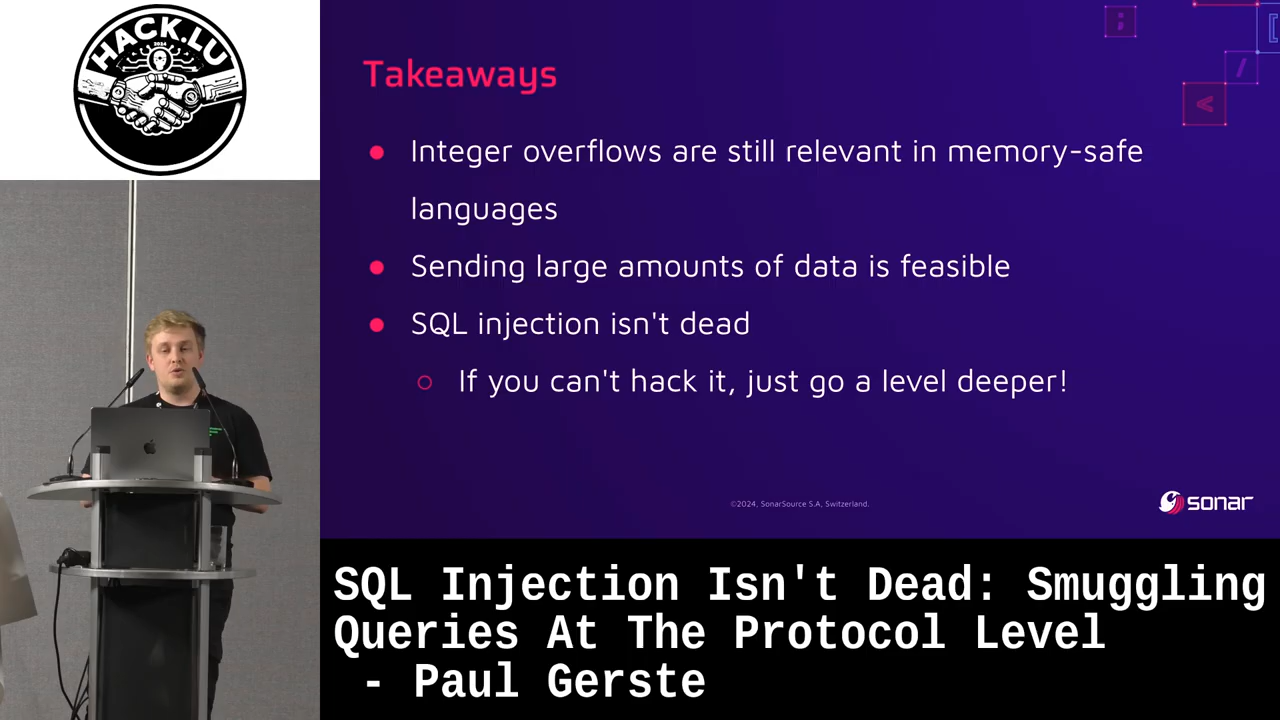 HACK.LU
2024
Takeaways
● Integer overflows are still relevant in memory-safe
languages
● Sending large amounts of data is feasible
● SQL injection isn't dead
○ If you can't hack it, just go a level deeper!
©2024, SonarSource S.A, Switzerland.
sonar
;
[
/
<
SQL Injection Isn't Dead: Smuggling
Queries At The Protocol Level
- Paul Gerste